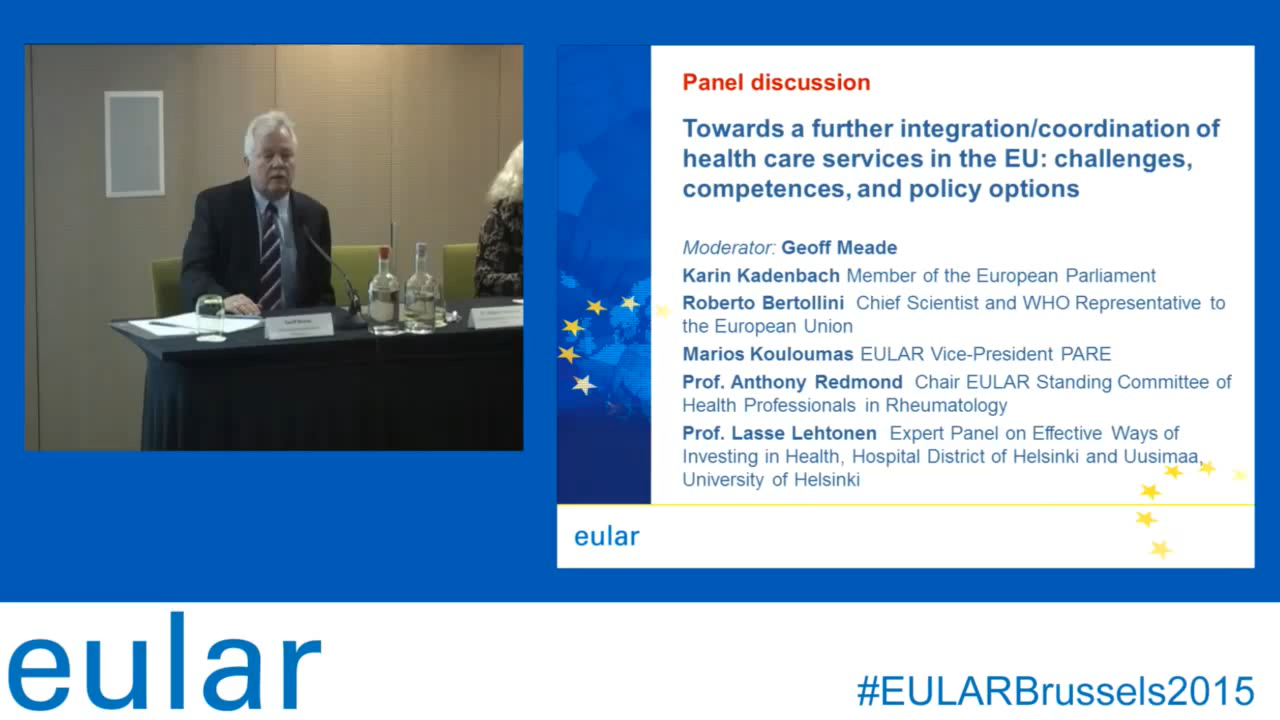 Panel discussion
Towards a further integration/coordination of
health care services in the EU: challenges,
competences, and policy options
Moderator: Geoff Meade
Karin Kadenbach Member of the European Parliament
Roberto Bertollini Chief Scientist and WHO Representative to
the European Union
Marios Kouloumas EULAR Vice-President PARE
Prof. Anthony Redmond Chair EULAR Standing Committee of
Health Professionals in Rheumatology
Prof. Lasse Lehtonen Expert Panel on Effective Ways of
Investing in Health, Hospital District of Helsinki and Uusimaa,
University of Helsinki
eular
Geoff Meade
eular
#EULARBrussels2015